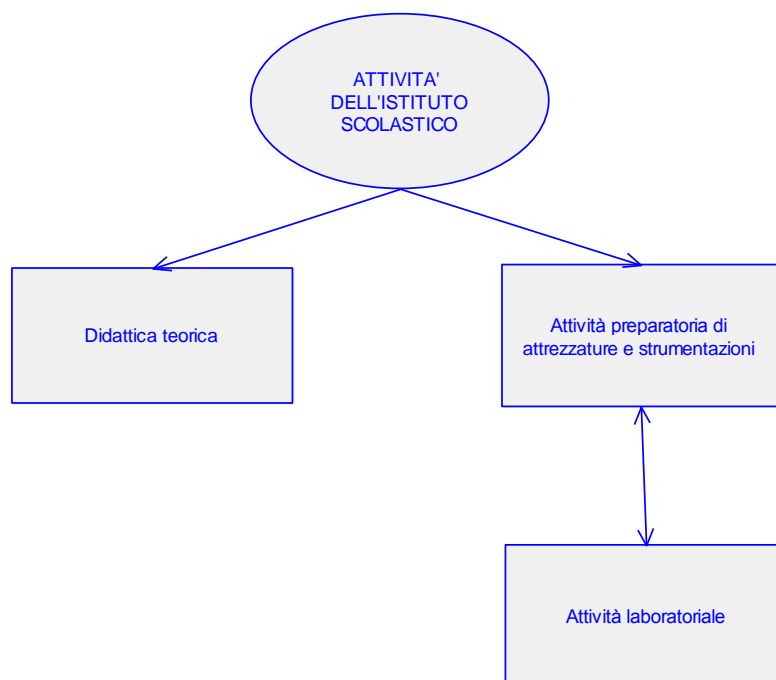 ATTIVITA'
DELL'ISTITUTO
SCOLASTICO
Didattica teorica
Attività preparatoria di
attrezzature e strumentazioni
Attività laboratoriale